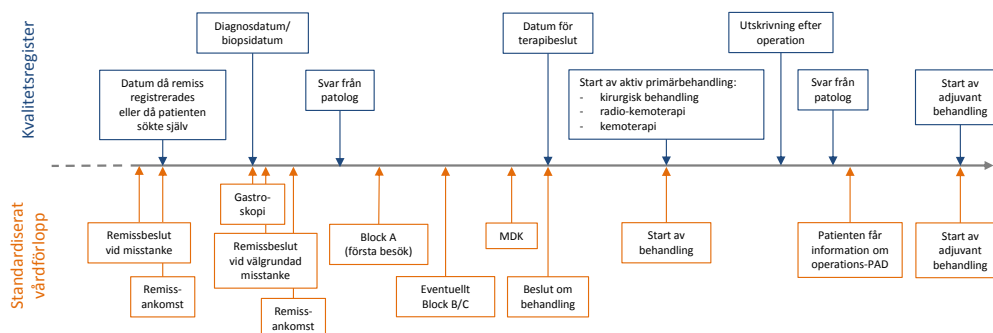 Kvalitetsregister
Diagnosdatum/
biopsidatum
Datum för
terapibeslut
Utskrivning efter
operation
Datum då remiss
registrerades
eller då patienten
sökte själv
Svar från
patolog
Start av aktiv primärbehandling:
- kirurgisk behandling
- radio-kemoterapi
- kemoterapi
Svar från
patolog
Start av
adjuvant
behandling
Standardiserat
vårdförlopp
Remissbeslut
vid misstanke
Remiss-
ankomst
Gastro-
skopi
Remissbeslut
vid välgrundad
misstanke
Remiss-
ankomst
Block A
(första besök)
Eventuellt
Block B/C
MDK
Beslut om
behandling
Start av
behandling
Patienten får
information om
operations-PAD
Start av
adjuvant
behandling